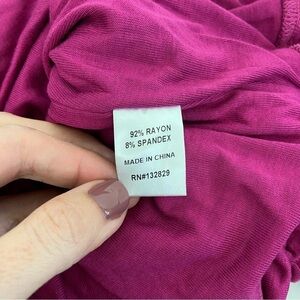 92% RAYON
8% SPANDEX
MADE IN CHINA
RN#132829